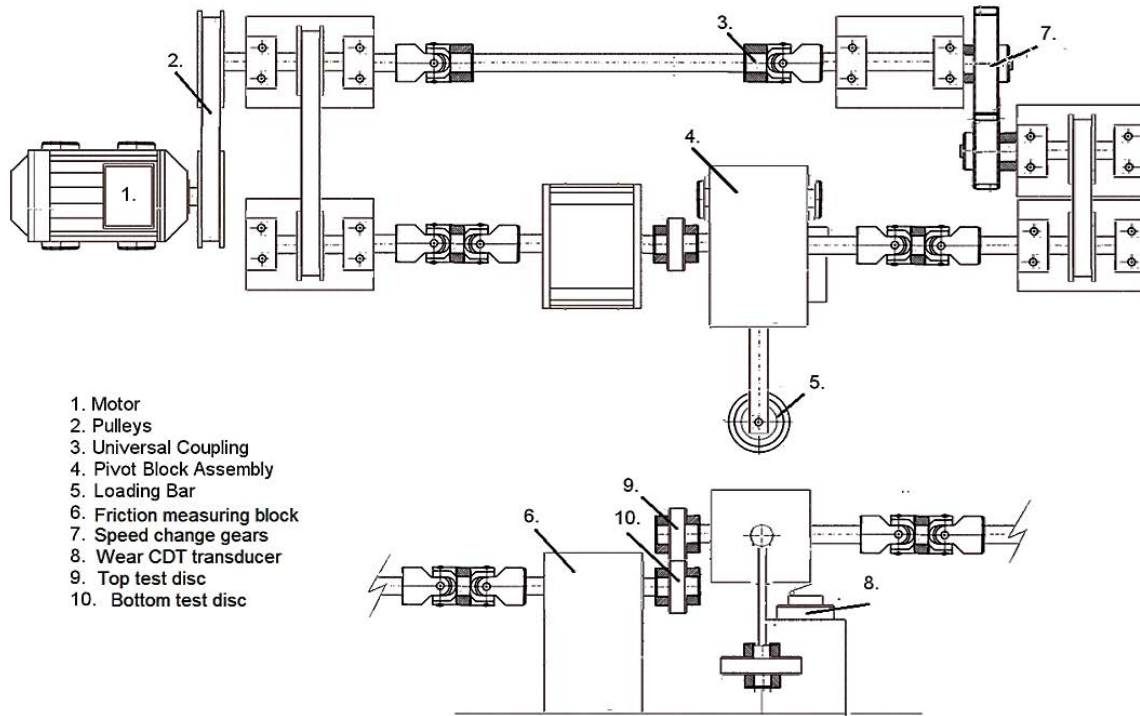 3.
7.
2.
4.
1.
5.
1. Motor
2. Pulleys
3. Universal Coupling
4. Pivot Block Assembly
5. Loading Bar
6. Friction measuring block
7. Speed change gears
8. Wear CDT transducer
9. Top test disc
10. Bottom test disc
9.
6.
10.
8.